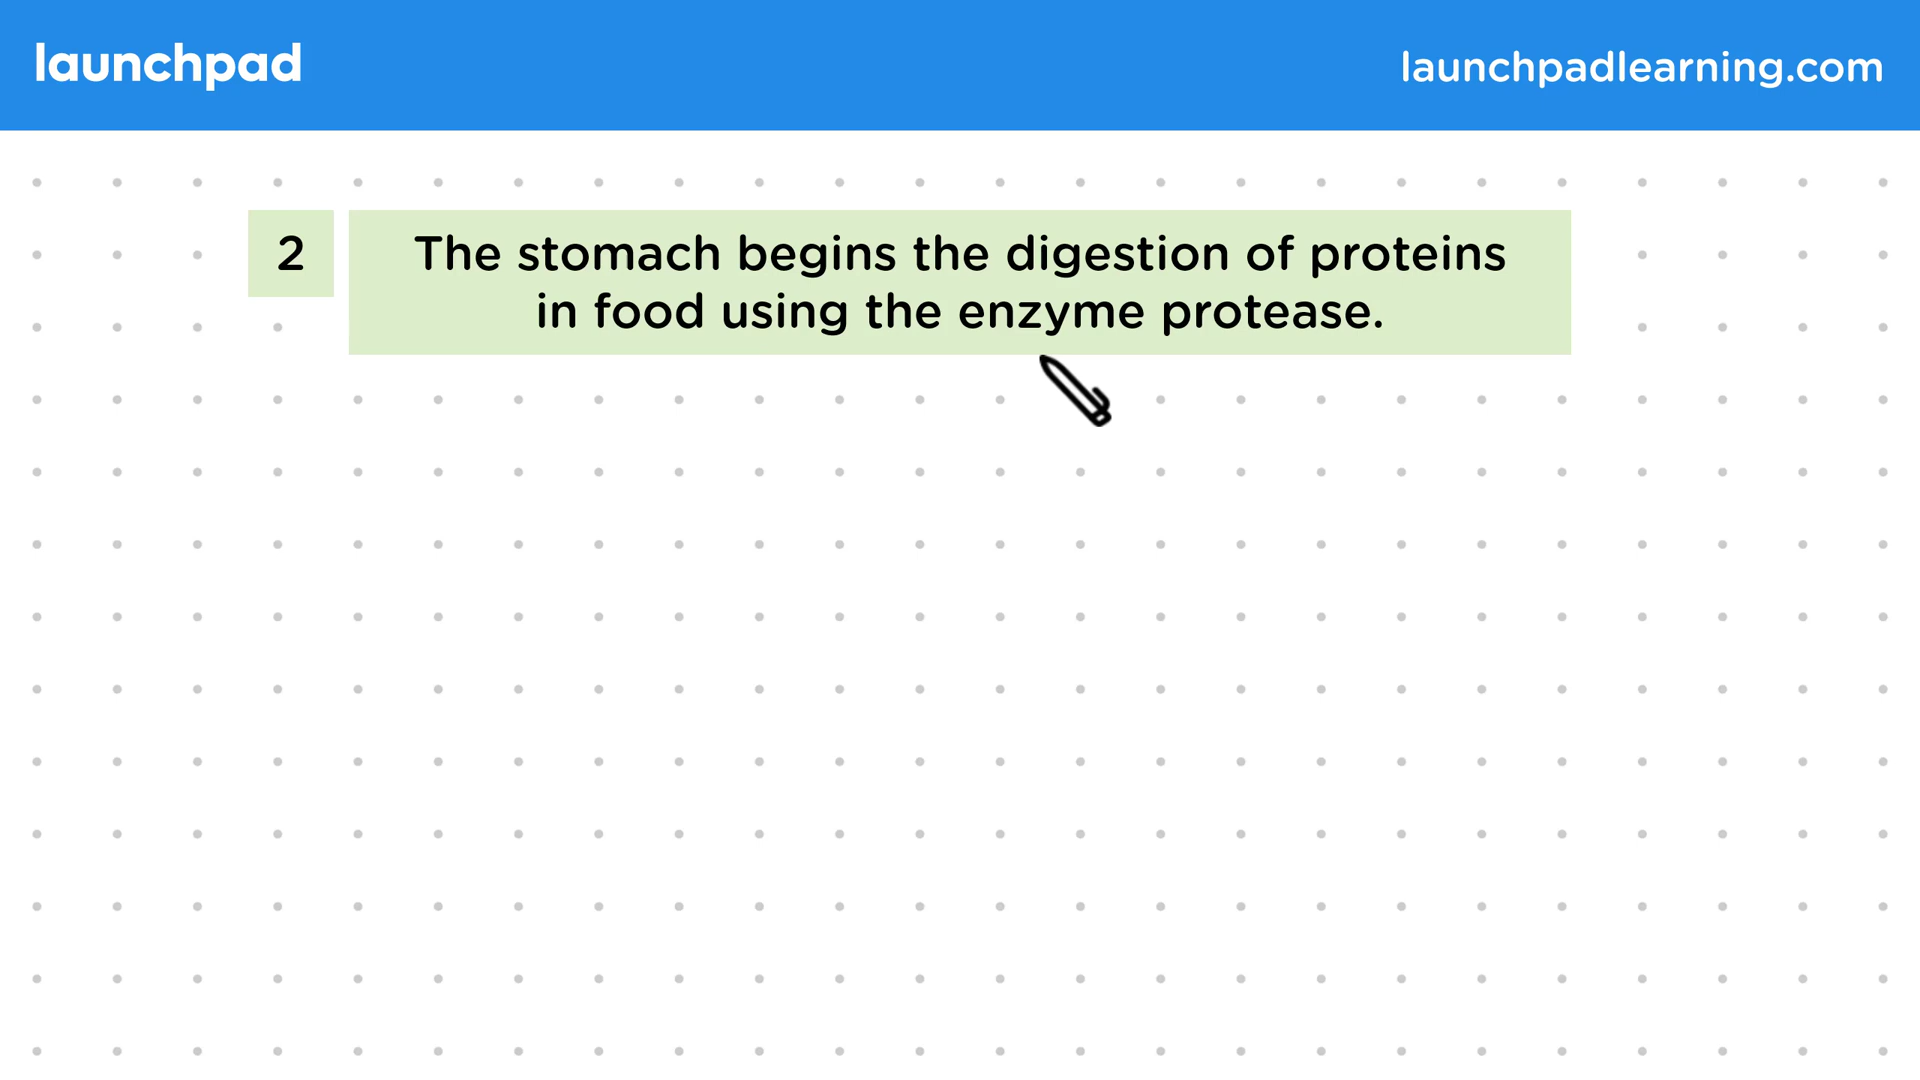 launchpad
launchpadlearning.com
2
The stomach begins the digestion of proteins
in food using the enzyme protease.